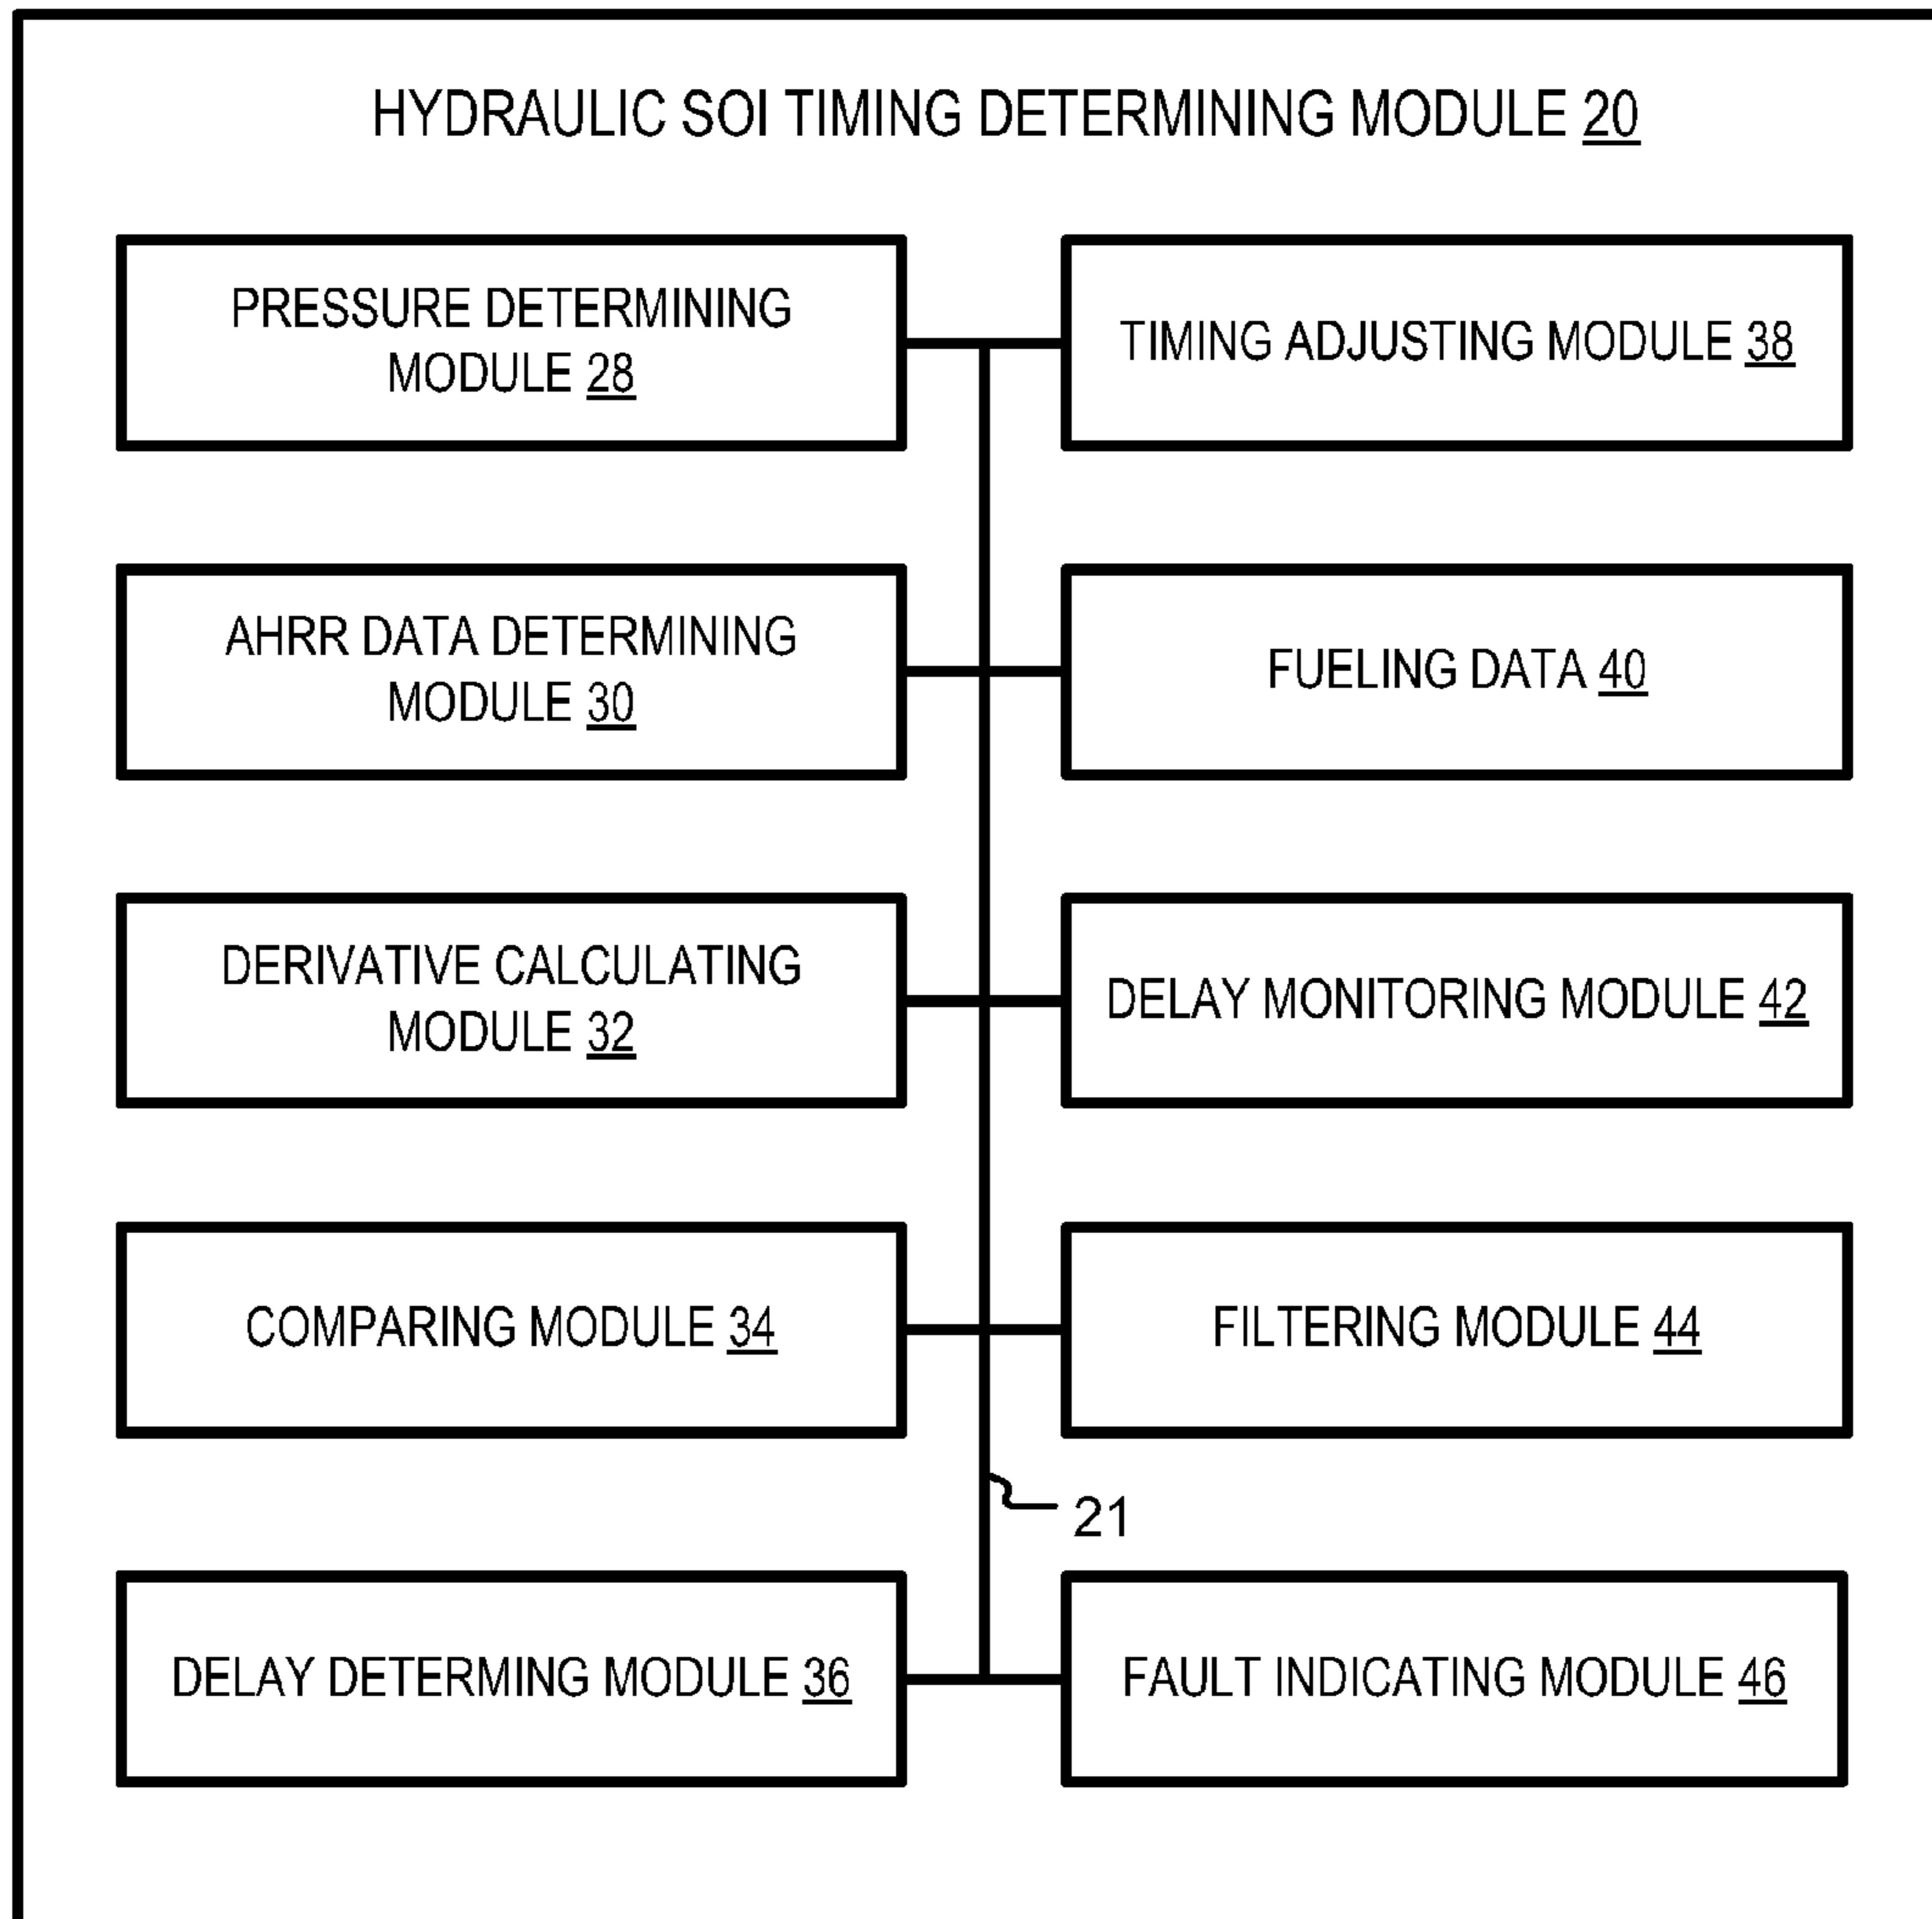 HYDRAULIC SOI TIMING DETERMINING MODULE 20
PRESSURE DETERMINING
MODULE 28
TIMING ADJUSTING MODULE 38
AHRR DATA DETERMINING
MODULE 30
FUELING DATA 40
DERIVATIVE CALCULATING
MODULE 32
DELAY MONITORING MODULE 42
COMPARING MODULE 34
FILTERING MODULE 44
21
DELAY DETERMING MODULE 36
FAULT INDICATING MODULE 46